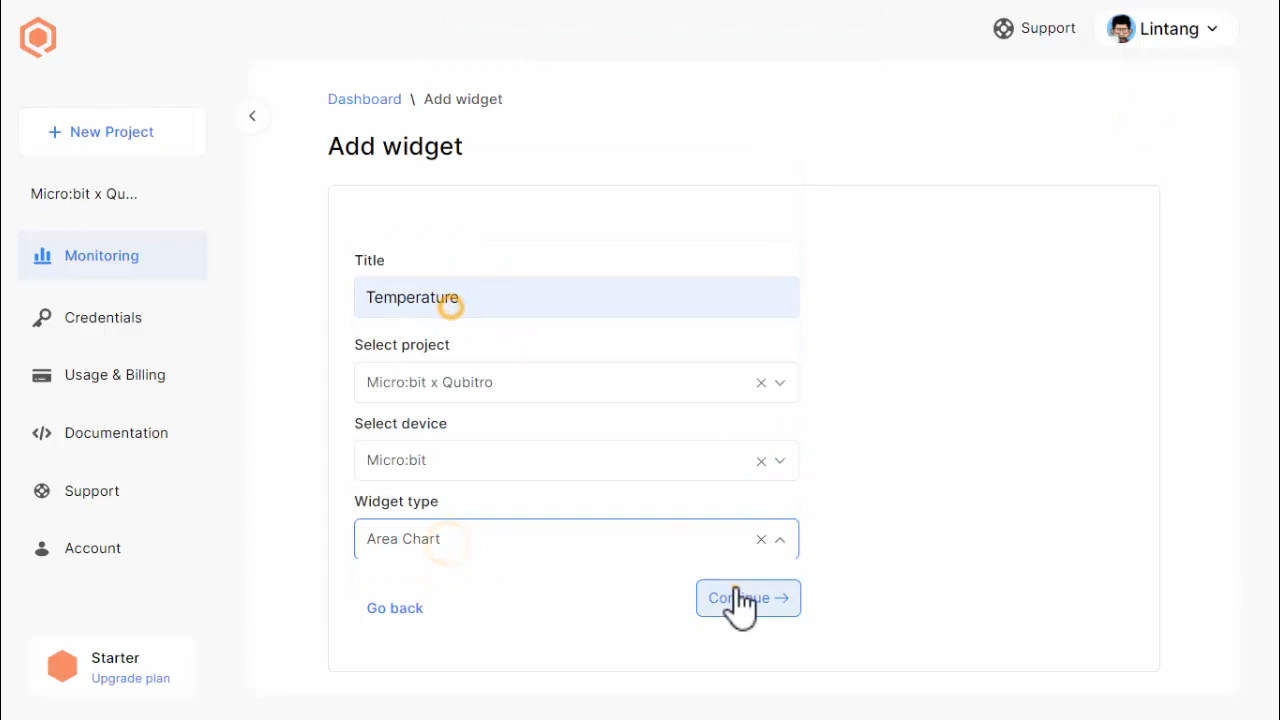 Support
Lintang
New Project
Micro:bit x Qu...
Monitoring
Credentials
Usage & Billing
Documentation
Support
Account
Starter
Upgrade plan
Dashboard \ Add widget
Add widget
Title
Temperature
Select project
Micro:bit x Qubitro
Select device
Micro:bit
Widget type
Area Chart
Go back
Continue